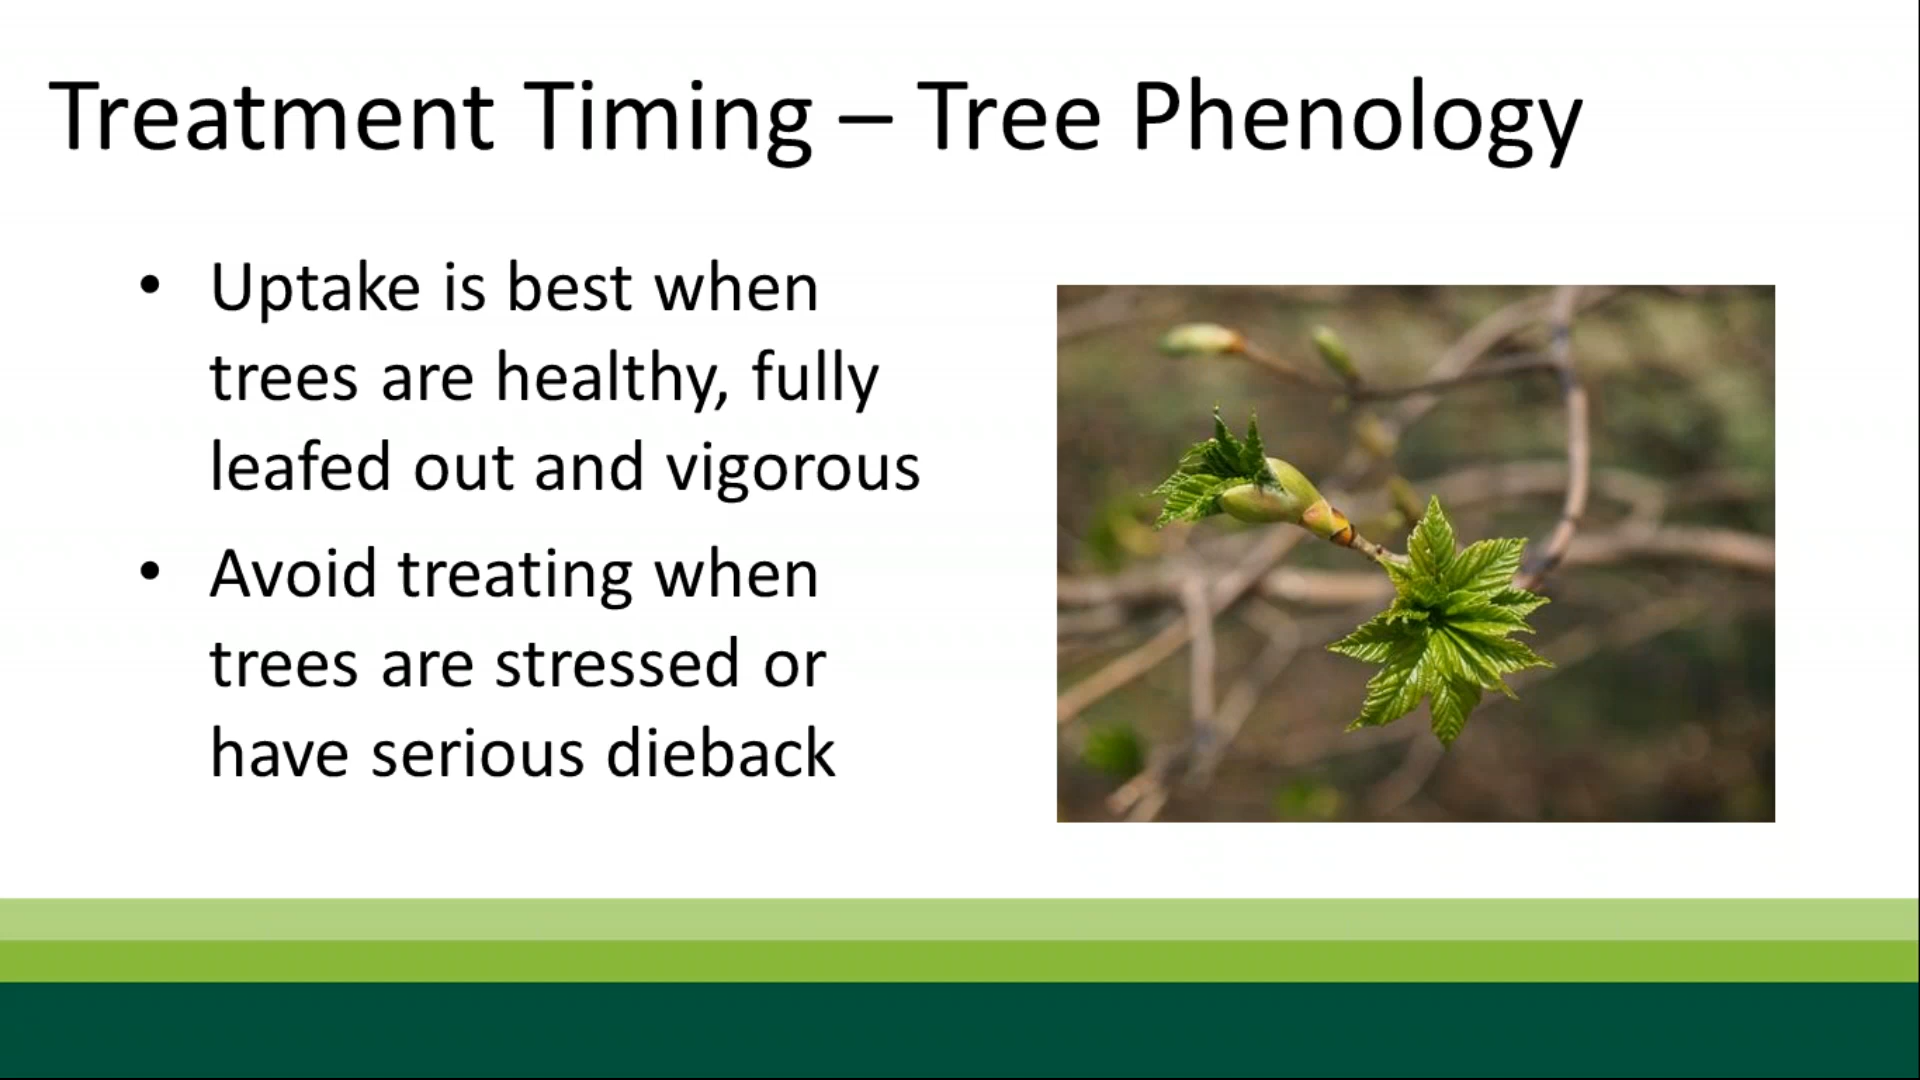 Treatment Timing – Tree Phenology
• Uptake is best when
trees are healthy, fully
leafed out and vigorous
• Avoid treating when
trees are stressed or
have serious dieback